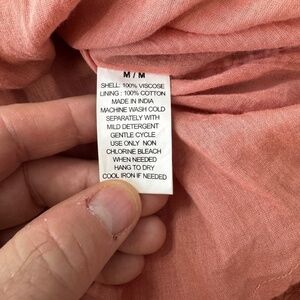 M / M
SHELL: 100% VISCOSE
LINING : 100% COTTON
MADE IN INDIA
MACHINE WASH COLD
SEPARATELY WITH
MILD DETERGENT
GENTLE CYCLE
USE ONLY NON
CHLORINE BLEACH
WHEN NEEDED
HANG TO DRY
COOL IRON IF NEEDED